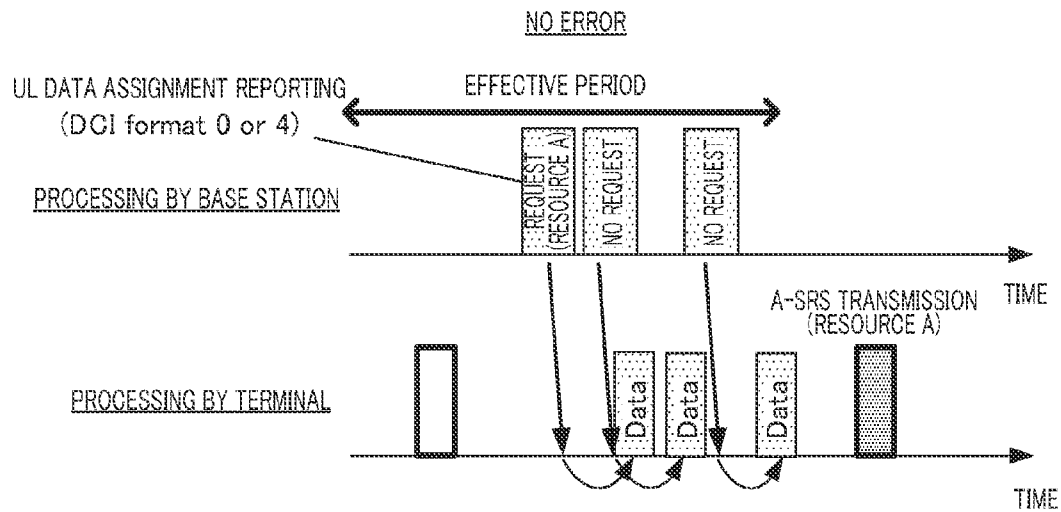 NO ERROR
UL DATA ASSIGNMENT REPORTING
(DCI format 0 or 4)
EFFECTIVE PERIOD
PROCESSING BY BASE STATION
REQUEST
(RESOURCE A)
NO REQUEST
NO REQUEST
TIME
A-SRS TRANSMISSION
(RESOURCE A)
PROCESSING BY TERMINAL
Data
Data
Data
TIME